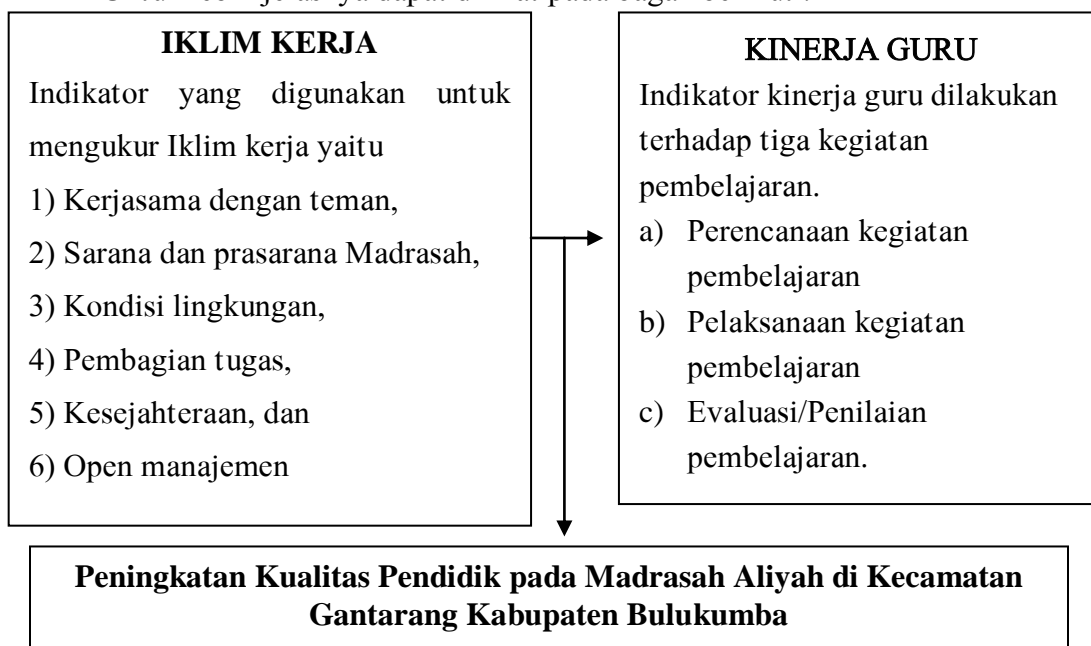 IKLIM KERJA
Indikator yang digunakan untuk
mengukur Iklim kerja yaitu
1) Kerjasama dengan teman,
2) Sarana dan prasarana Madrasah,
3) Kondisi lingkungan,
4) Pembagian tugas,
5) Kesejahteraan, dan
6) Open manajemen
KINERJA GURU
Indikator kinerja guru dilakukan
terhadap tiga kegiatan
pembelajaran.
a) Perencanaan kegiatan
pembelajaran
b) Pelaksanaan kegiatan
pembelajaran
c) Evaluasi/Penilaian
pembelajaran.
Peningkatan Kualitas Pendidik pada Madrasah Aliyah di Kecamatan
Gantarang Kabupaten Bulukumba